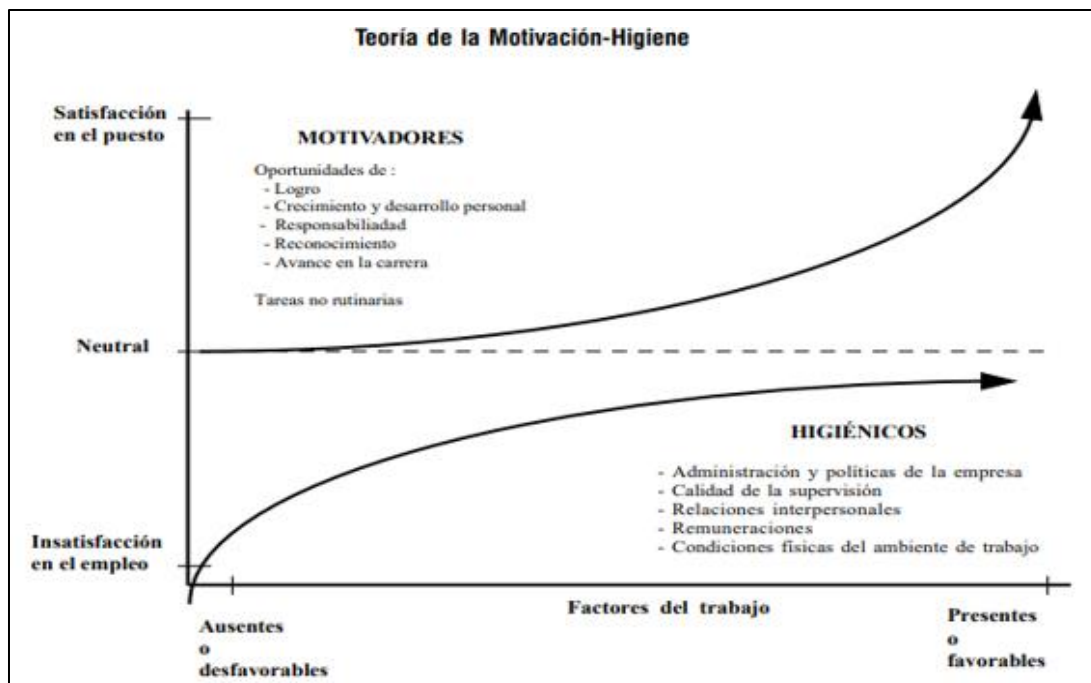 Teoría de la Motivación-Higiene
Satisfacción
en el puesto
MOTIVADORES
Oportunidades de :
- Logro
- Crecimiento y desarrollo personal
- Responsabiliadad
- Reconocimiento
- Avance en la carrera
Tareas no rutinarias
Neutral
HIGIÉNICOS
- Administración y políticas de la empresa
- Calidad de la supervisión
- Relaciones interpersonales
- Remuneraciones
- Condiciones físicas del ambiente de trabajo
Insatisfacción
en el empleo
Factores del trabajo
Ausentes
o
desfavorables
Presentes
o
favorables